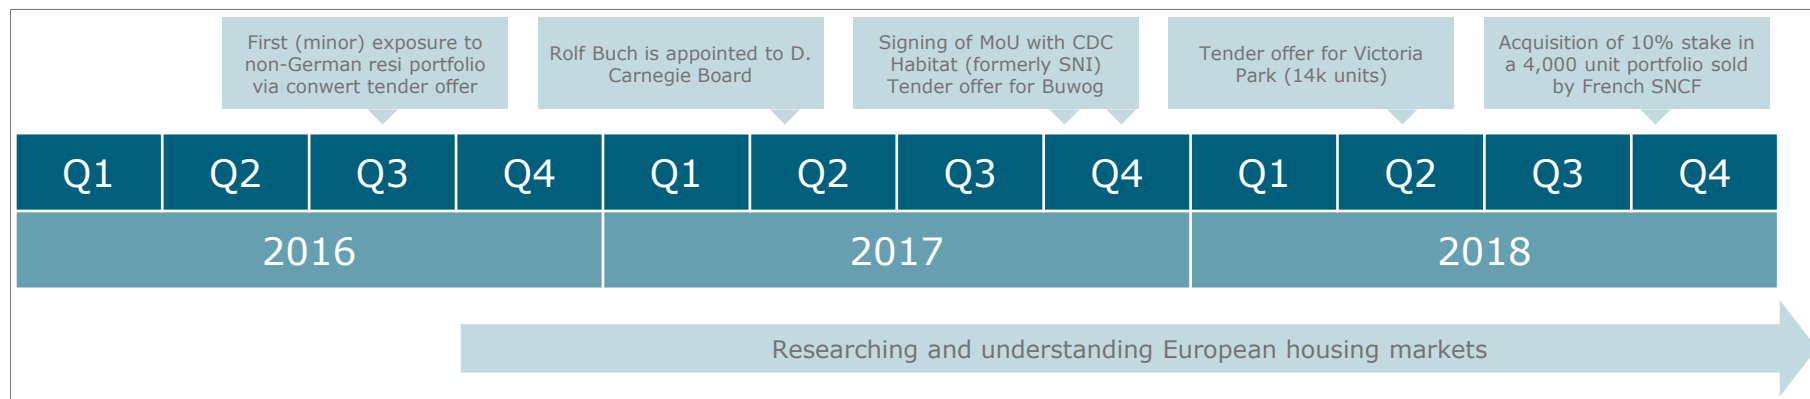 First (minor) exposure to
non-German resi portfolio
via conwert tender offer
Rolf Buch is appointed to D.
Carnegie Board
Signing of MoU with CDC
Habitat (formerly SNI)
Tender offer for Buwog
Tender offer for Victoria
Park (14k units)
Acquisition of 10% stake in
a 4,000 unit portfolio sold
by French SNCF
Q1 Q2 Q3 Q4 Q1 Q2 Q3 Q4 Q1 Q2 Q3 Q4
2016 2017 2018
Researching and understanding European housing markets